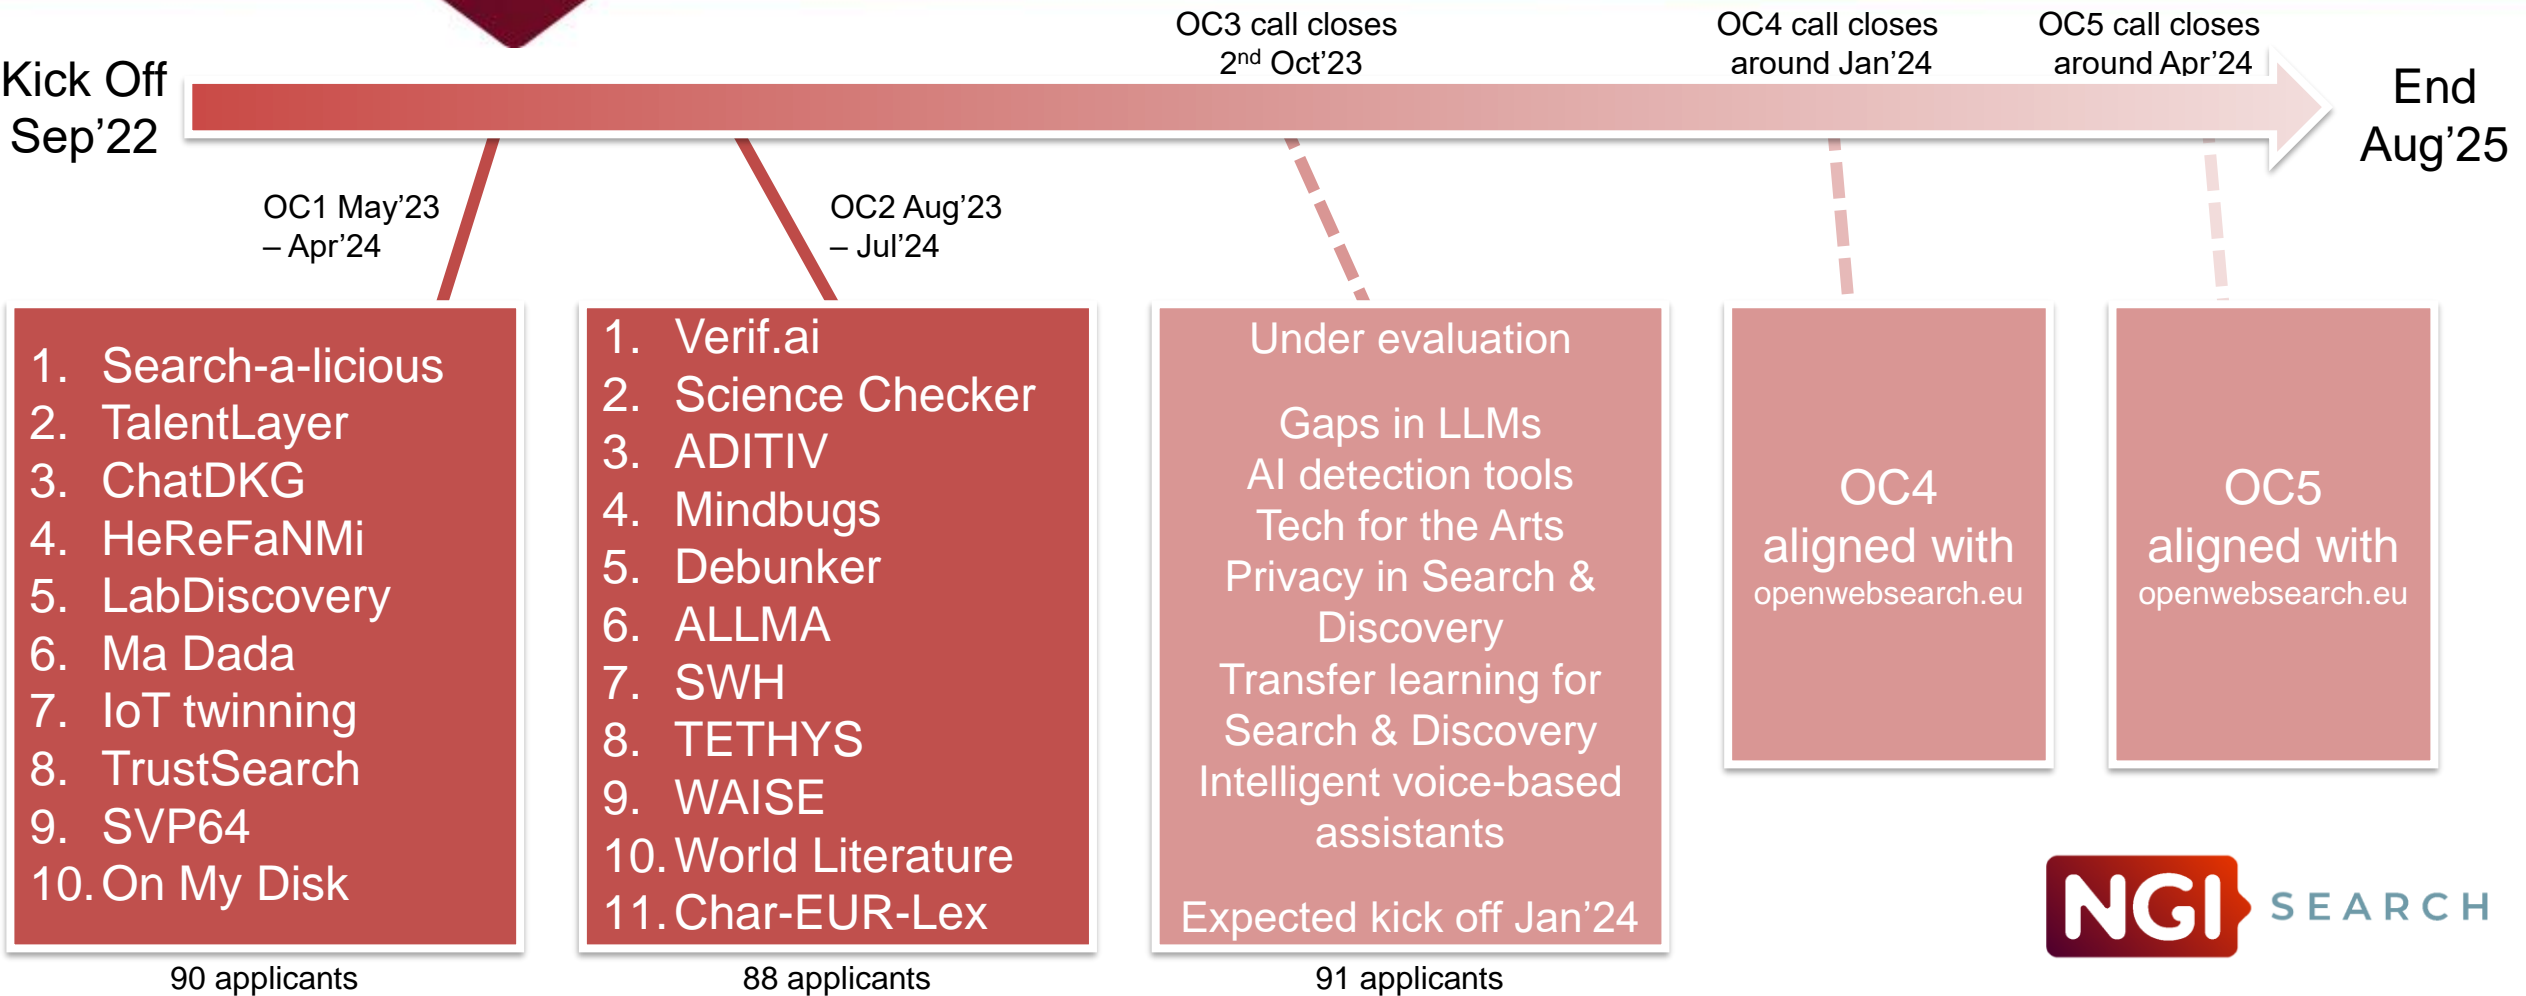 OC3 call closes
2nd Oct’23
OC4 call closes
around Jan’24
OC5 call closes
around Apr’24
Kick Off
Sep’22
End
Aug’25
OC1 May’23
– Apr’24
OC2 Aug’23
– Jul’24
1. Search-a-licious
2. TalentLayer
3. ChatDKG
4. HeReFaNMi
5. LabDiscovery
6. Ma Dada
7. IoT twinning
8. TrustSearch
9. SVP64
10. On My Disk
90 applicants
1. Verif.ai
2. Science Checker
3. ADITIV
4. Mindbugs
5. Debunker
6. ALLMA
7. SWH
8. TETHYS
9. WAISE
10. World Literature
11. Char-EUR-Lex
88 applicants
Under evaluation
Gaps in LLMs
AI detection tools
Tech for the Arts
Privacy in Search &
Discovery
Transfer learning for
Search & Discovery
Intelligent voice-based
assistants
Expected kick off Jan’24
91 applicants
OC4
aligned with
openwebsearch.eu
OC5
aligned with
openwebsearch.eu
NGI SEARCH